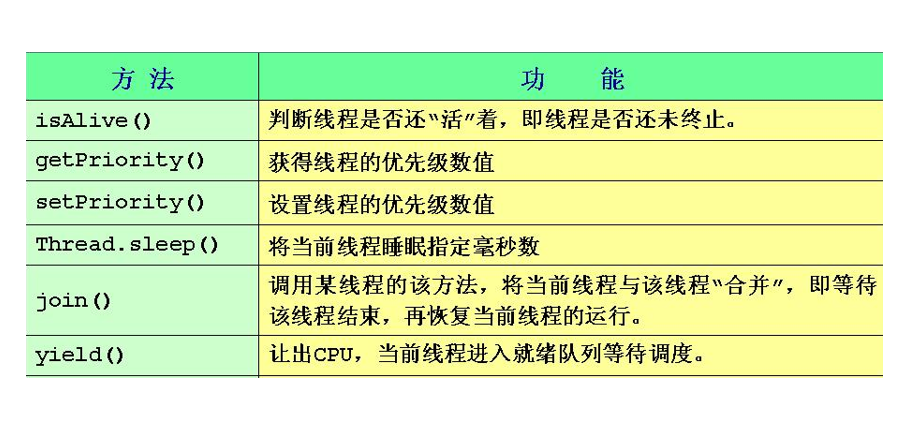 方 法 功 能
isAlive() 判断线程是否还“活”着，即线程是否还未终止。
getPriority() 获得线程的优先级数值
setPriority() 设置线程的优先级数值
Thread.sleep() 将当前线程睡眠指定毫秒数
join() 调用某线程的该方法，将当前线程与该线程“合并”，即等待
该线程结束，再恢复当前线程的运行。
yield() 让出CPU，当前线程进入就绪队列等待调度。